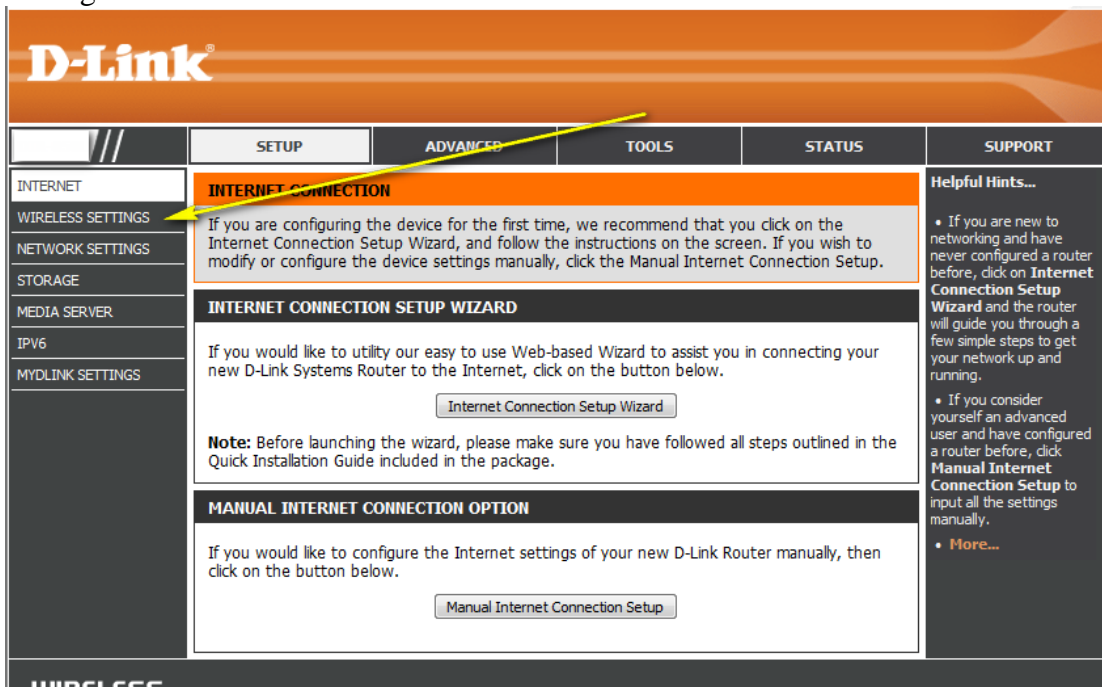 D-Link®
SETUP
ADVANCED
TOOLS
STATUS
SUPPORT
INTERNET
WIRELESS SETTINGS
NETWORK SETTINGS
STORAGE
MEDIA SERVER
IPV6
MYDLINK SETTINGS
INTERNET CONNECTION
If you are configuring the device for the first time, we recommend that you click on the
Internet Connection Setup Wizard, and follow the instructions on the screen. If you wish to
modify or configure the device settings manually, click the Manual Internet Connection Setup.
INTERNET CONNECTION SETUP WIZARD
If you would like to utility our easy to use Web-based Wizard to assist you in connecting your
new D-Link Systems Router to the Internet, click on the button below.
Internet Connection Setup Wizard
Note: Before launching the wizard, please make sure you have followed all steps outlined in the
Quick Installation Guide included in the package.
MANUAL INTERNET CONNECTION OPTION
If you would like to configure the Internet settings of your new D-Link Router manually, then
click on the button below.
Manual Internet Connection Setup
Helpful Hints...
• If you are new to
networking and have
never configured a router
before, click on Internet
Connection Setup
Wizard and the router
will guide you through a
few simple steps to get
your network up and
running.
• If you consider
yourself an advanced
user and have configured
a router before, click
Manual Internet
Connection Setup to
input all the settings
manually.
• More...
WIRELESS